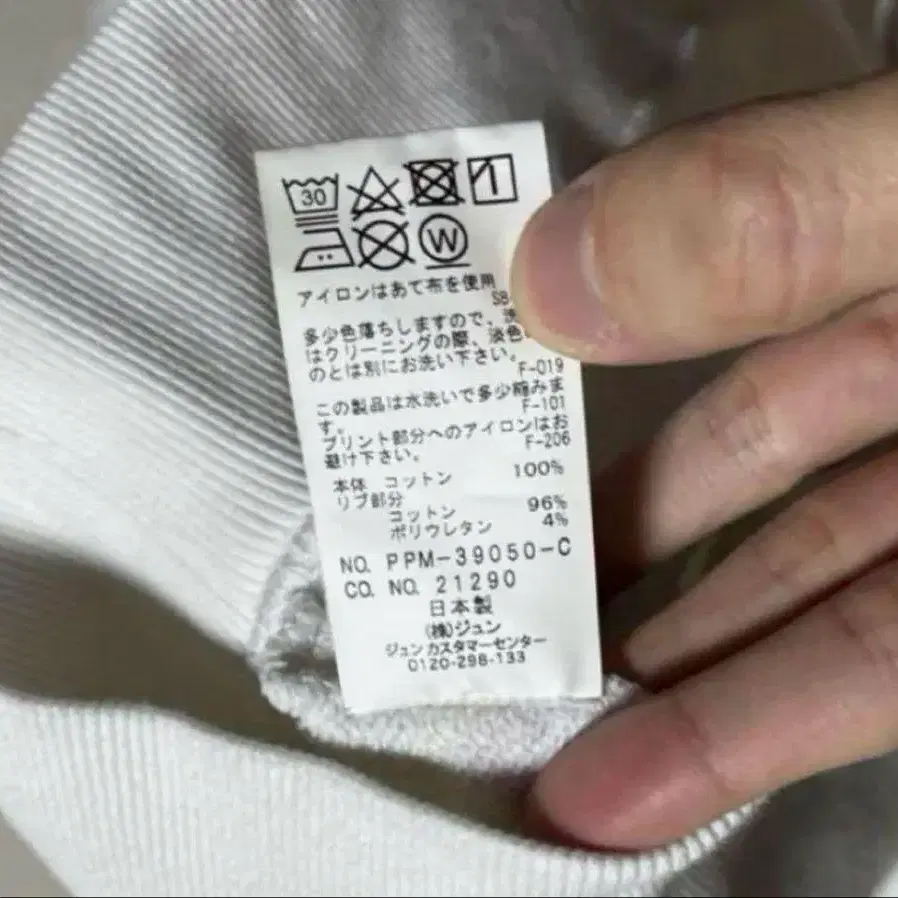 30
W
アイロンはあて布を使用
多少色落ちしますので、
はクリーニングの際、淡色
のとは別にお洗い下さい。
F-019
この製品は水洗いで多少縮みま
す。
F-101
プリント部分へのアイロンはお
避け下さい。
F-206
本体 コットン 100%
リブ部分
コットン 96%
ポリウレタン 4%
NO. PPM-39050-C
CO. NO. 21290
日本製
(株)ジュン
ジュン カスタマーセンター
0120-298-133